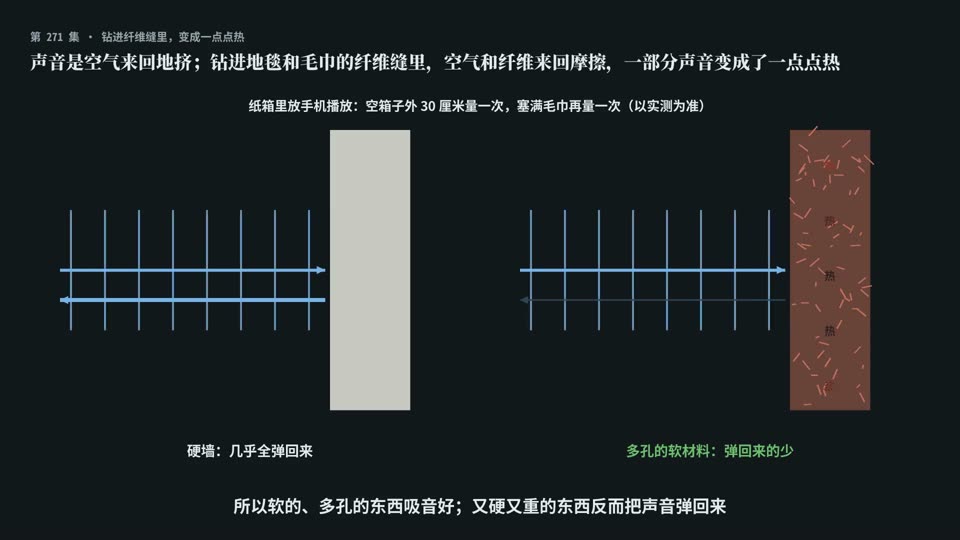 第 271 集 · 钻进纤维缝里，变成一点点热
声音是空气来回地挤；钻进地毯和毛巾的纤维缝里，空气和纤维来回摩擦，一部分声音变成了一点点热
纸箱里放手机播放：空箱子外 30 厘米量一次，塞满毛巾再量一次（以实测为准）
热
热
热
热
热
硬墙：几乎全弹回来
多孔的软材料：弹回来的少
所以软的、多孔的东西吸音好；又硬又重的东西反而把声音弹回来